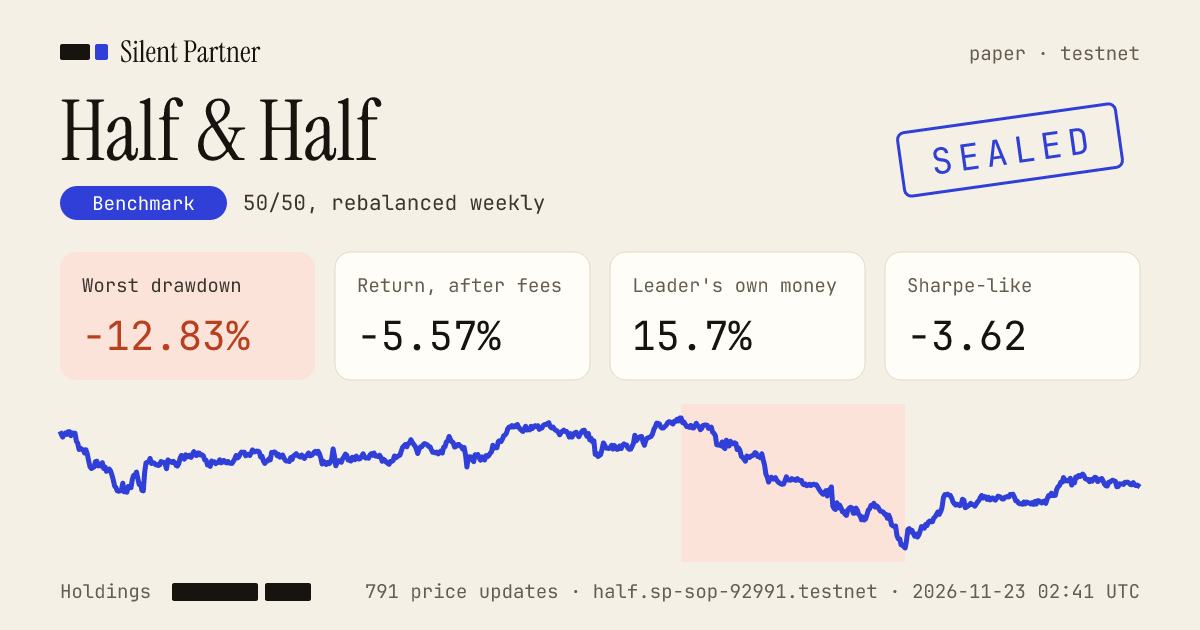 Silent Partner
paper · testnet
Half & Half
SEALED
Benchmark
50/50, rebalanced weekly
Worst drawdown
-12.83%
Return, after fees
-5.57%
Leader's own money
15.7%
Sharpe-like
-3.62
Holdings
791 price updates · half.sp-sop-92991.testnet · 2026-11-23 02:41 UTC